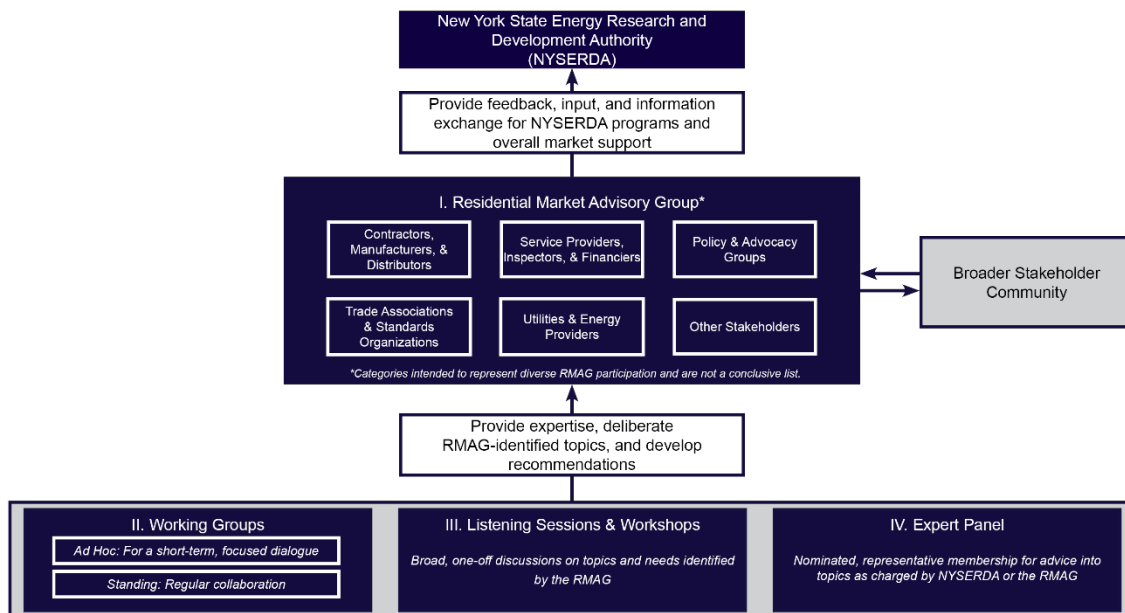 New York State Energy Research and
Development Authority
(NYSERDA)
Provide feedback, input, and information
exchange for NYSERDA programs and
overall market support
I. Residential Market Advisory Group*
Contractors,
Manufacturers, &
Distributors
Service Providers,
Inspectors, & Financiers
Policy & Advocacy
Groups
Trade Associations
& Standards
Organizations
Utilities & Energy
Providers
Other Stakeholders
*Categories intended to represent diverse RMAG participation and are not a conclusive list.
Broader Stakeholder
Community
Provide expertise, deliberate
RMAG-identified topics, and develop
recommendations
II. Working Groups
Ad Hoc: For a short-term, focused dialogue
Standing: Regular collaboration
III. Listening Sessions & Workshops
Broad, one-off discussions on topics and needs identified
by the RMAG
IV. Expert Panel
Nominated, representative membership for advice into
topics as charged by NYSERDA or the RMAG